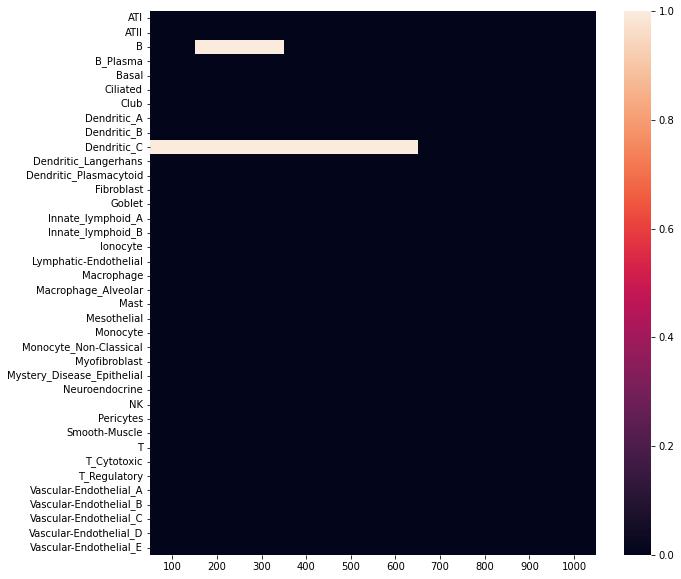 ATI
ATII
B
B_Plasma
Basal
Ciliated
Club
Dendritic_A
Dendritic_B
Dendritic_C
Dendritic_Langerhans
Dendritic_Plasmacytoid
Fibroblast
Goblet
Innate_lymphoid_A
Innate_lymphoid_B
Ionocyte
Lymphatic-Endothelial
Macrophage
Macrophage_Alveolar
Mast
Mesothelial
Monocyte
Monocyte_Non-Classical
Myofibroblast
Mystery_Disease_Epithelial
Neuroendocrine
NK
Pericytes
Smooth-Muscle
T
T_Cytotoxic
T_Regulatory
Vascular-Endothelial_A
Vascular-Endothelial_B
Vascular-Endothelial_C
Vascular-Endothelial_D
Vascular-Endothelial_E
100 200 300 400 500 600 700 800 900 1000
1.0
0.8
0.6
0.4
0.2
0.0